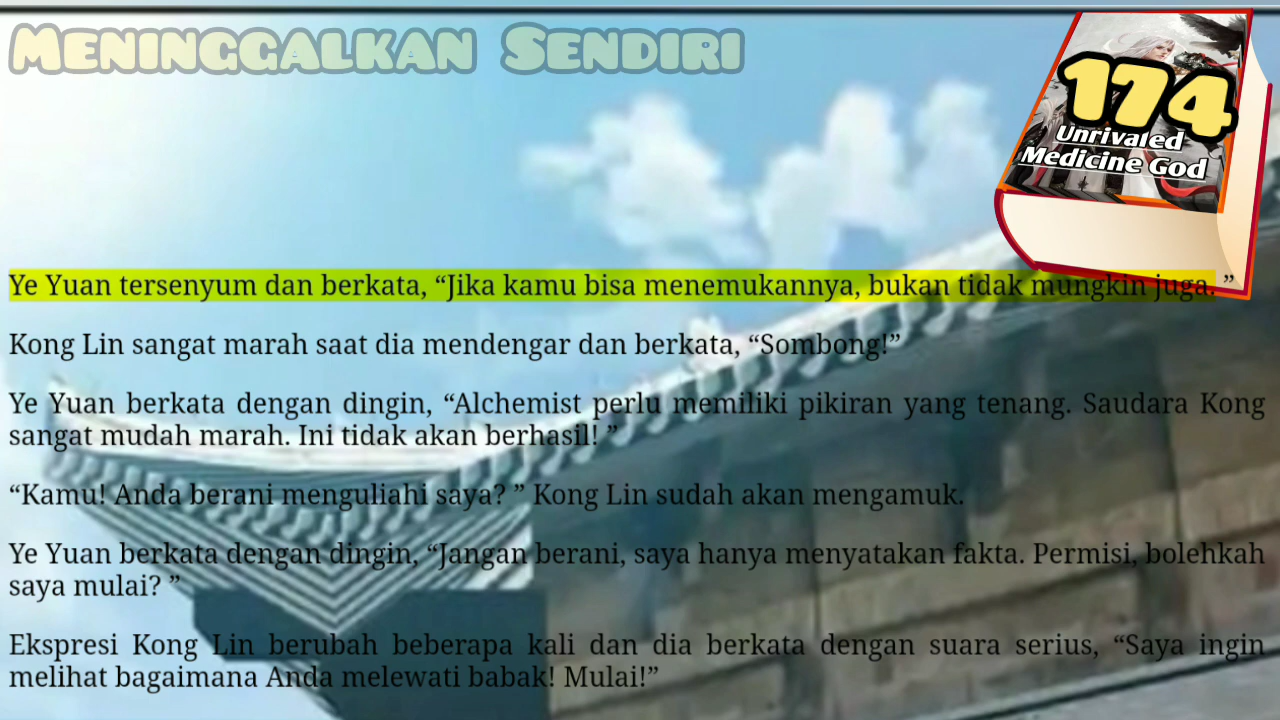 Meninggalkan Sendiri
174
Unrivaled
Medicine God
Ye Yuan tersenyum dan berkata, “Jika kamu bisa menemukannya, bukan tidak mungkin juga. ”
Kong Lin sangat marah saat dia mendengar dan berkata, “Sombong!”
Ye Yuan berkata dengan dingin, “Alchemist perlu memiliki pikiran yang tenang. Saudara Kong
sangat mudah marah. Ini tidak akan berhasil! ”
“Kamu! Anda berani menguliahi saya? ” Kong Lin sudah akan mengamuk.
Ye Yuan berkata dengan dingin, “Jangan berani, saya hanya menyatakan fakta. Permisi, bolehkah
saya mulai? ”
Ekspresi Kong Lin berubah beberapa kali dan dia berkata dengan suara serius, “Saya ingin
melihat bagaimana Anda melewati babak! Mulai!”